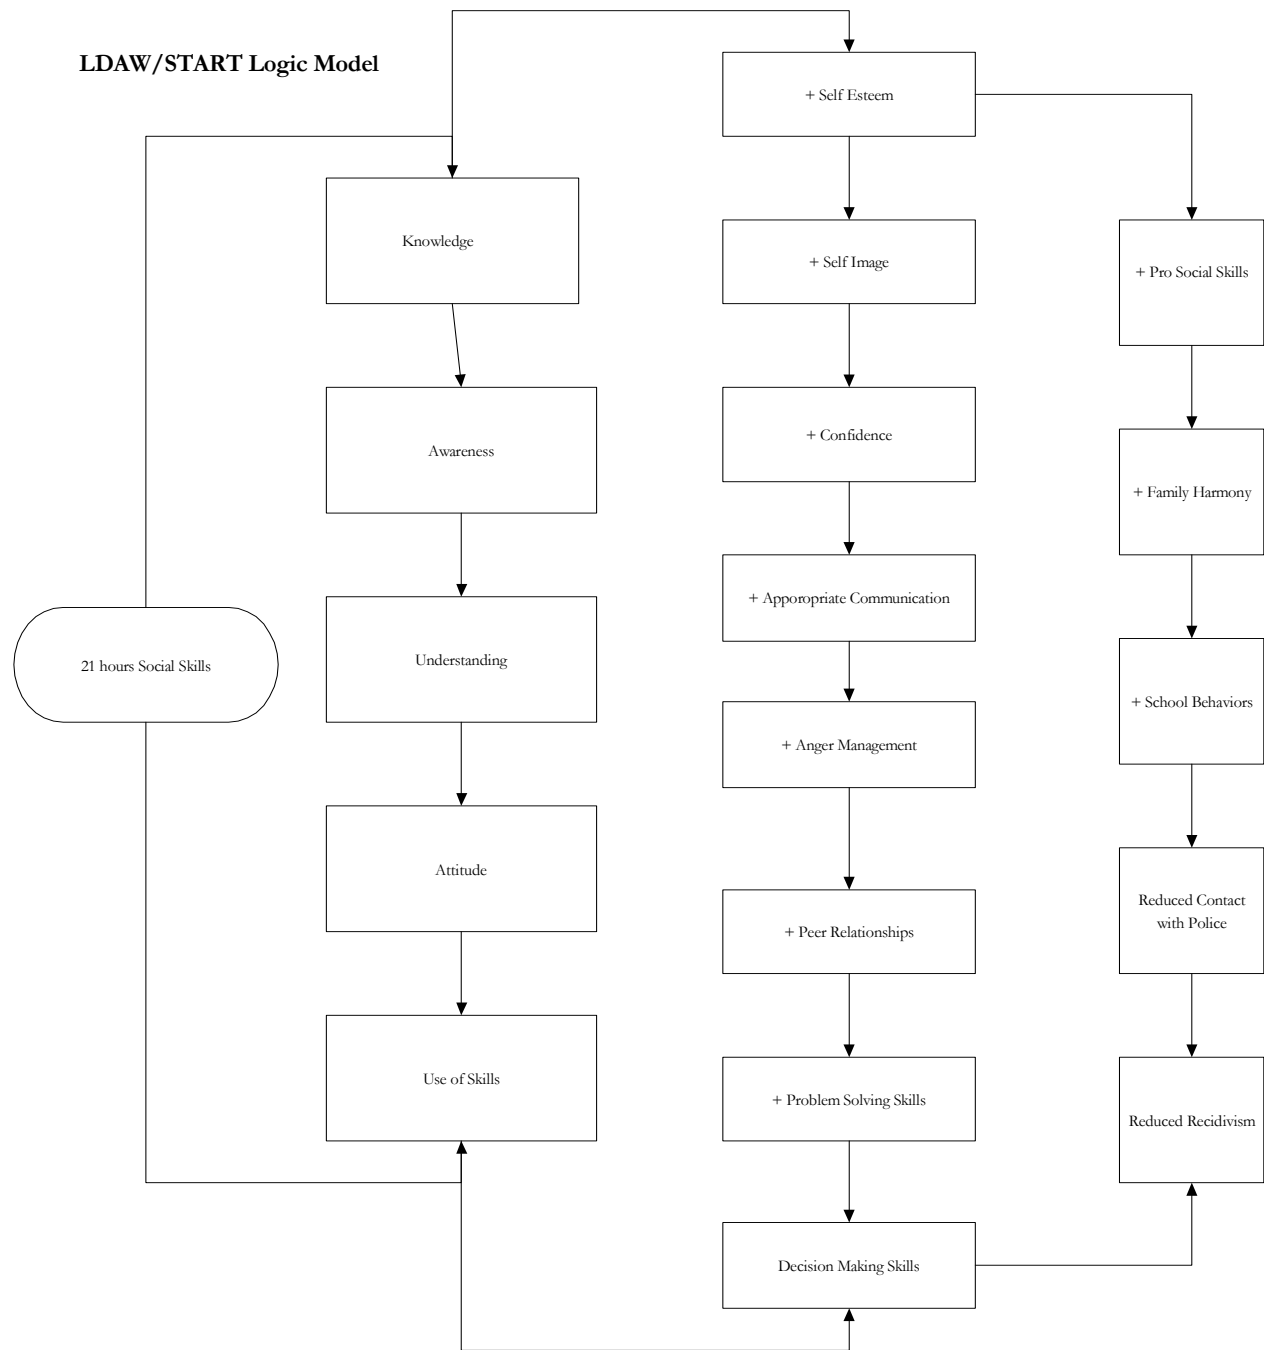 LDAW/START Logic Model
21 hours Social Skills
Knowledge
Awareness
Understanding
Attitude
Use of Skills
+ Self Esteem
+ Self Image
+ Confidence
+ Apporopriate Communication
+ Anger Management
+ Peer Relationships
+ Problem Solving Skills
Decision Making Skills
+ Pro Social Skills
+ Family Harmony
+ School Behaviors
Reduced Contact
with Police
Reduced Recidivism